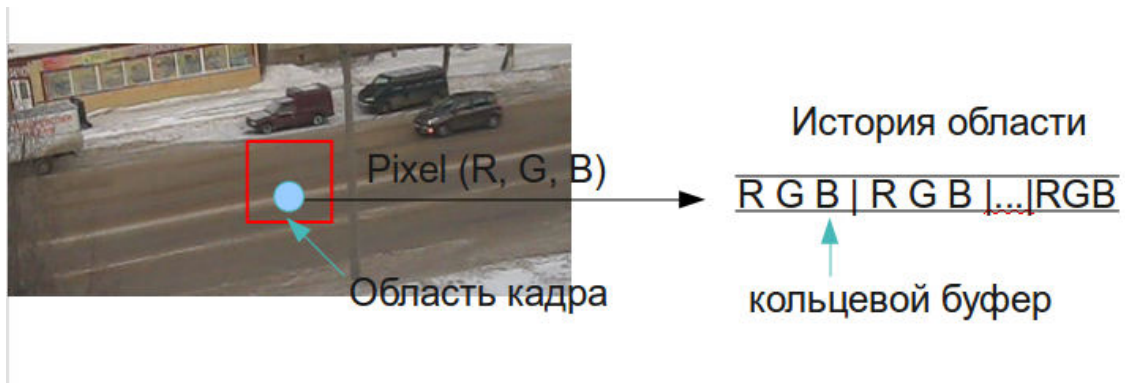 История области
Pixel (R, G, B)
R G B | R G B |...|RGB
Область кадра
кольцевой буфер